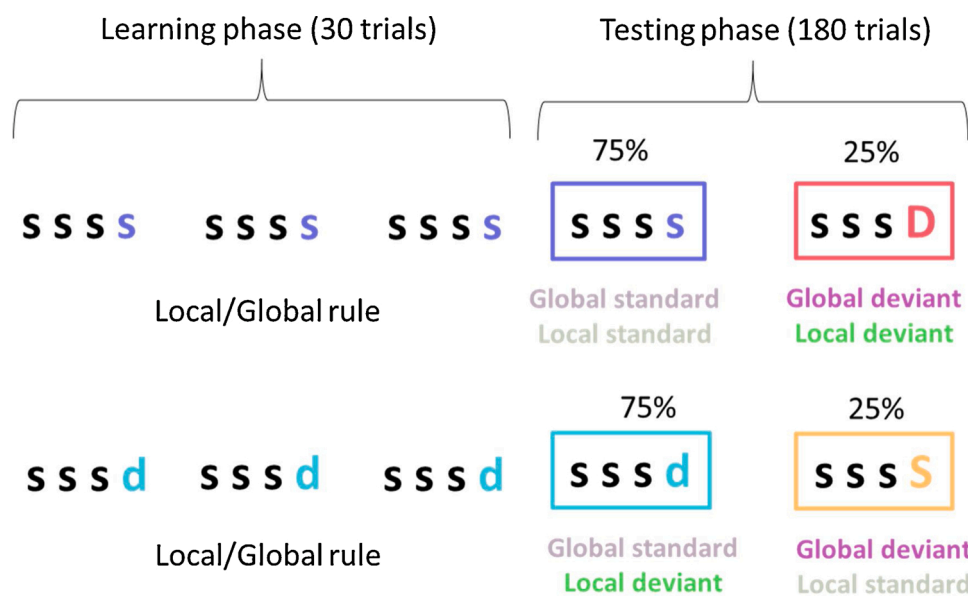 Learning phase (30 trials) Testing phase (180 trials)
75% 25%
s s s s s s s s s s s s s s s s s s s D
Local/Global rule
Global standard Global deviant
Local standard Local deviant
75% 25%
s s s d s s s d s s s d s s s d s s s S
Local/Global rule
Global standard Global deviant
Local deviant Local standard